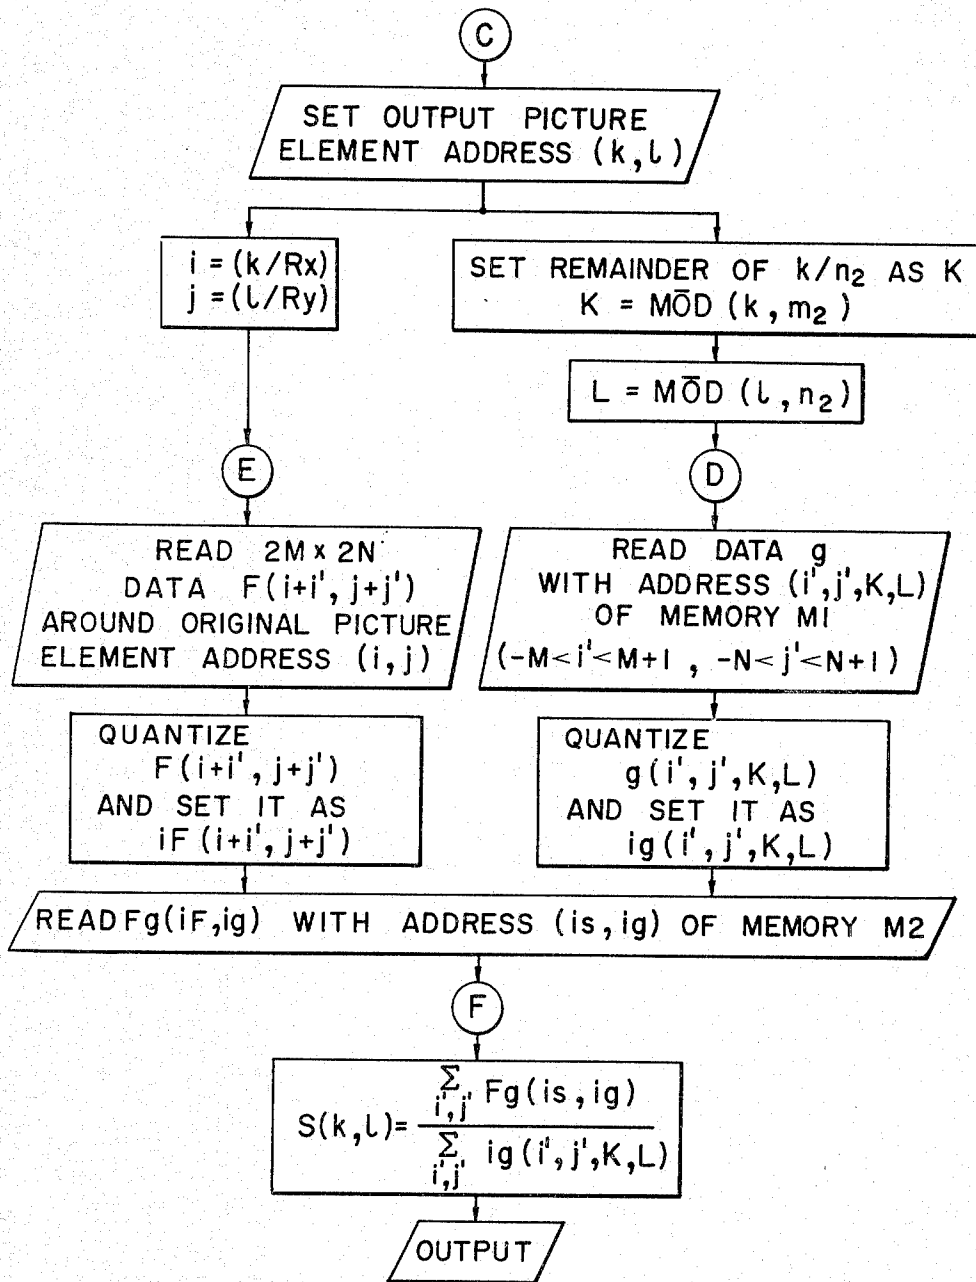 C
SET OUTPUT PICTURE
ELEMENT ADDRESS (k,l)
i = (k/Rx)
j = (l/Ry)
SET REMAINDER OF k/n₂ AS K
K = MŌD (k, m₂)
L = MŌD (l, n₂)
E
D
READ 2M × 2N
DATA F(i+i', j+j')
AROUND ORIGINAL PICTURE
ELEMENT ADDRESS (i,j)
READ DATA g
WITH ADDRESS (i',j',K,L)
OF MEMORY M1
(-M<i'<M+1 , -N<j'<N+1)
QUANTIZE
F(i+i', j+j')
AND SET IT AS
iF(i+i', j+j')
QUANTIZE
g(i', j', K,L)
AND SET IT AS
ig(i', j', K,L)
READ Fg(iF,ig) WITH ADDRESS (is,ig) OF MEMORY M2
F
Σ Fg(is,ig)
i',j'
S(k,l)=
Σ ig(i',j',K,L)
i',j'
OUTPUT